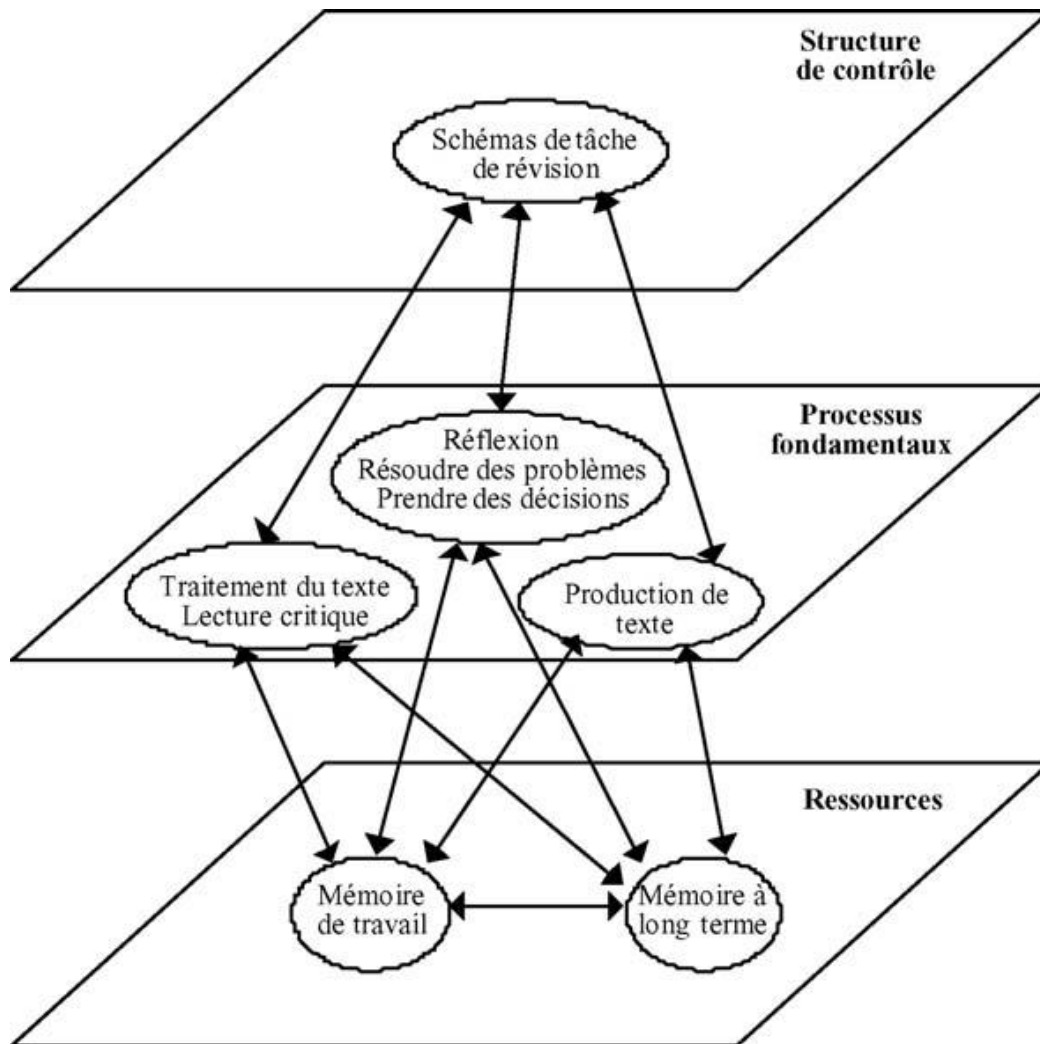 Structure
de contrôle
Schémas de tâche
de révision
Processus
fondamentaux
Réflexion
Résoudre des problèmes
Prendre des décisions
Traitement du texte
Lecture critique
Production de
texte
Ressources
Mémoire
de travail
Mémoire à
long terme